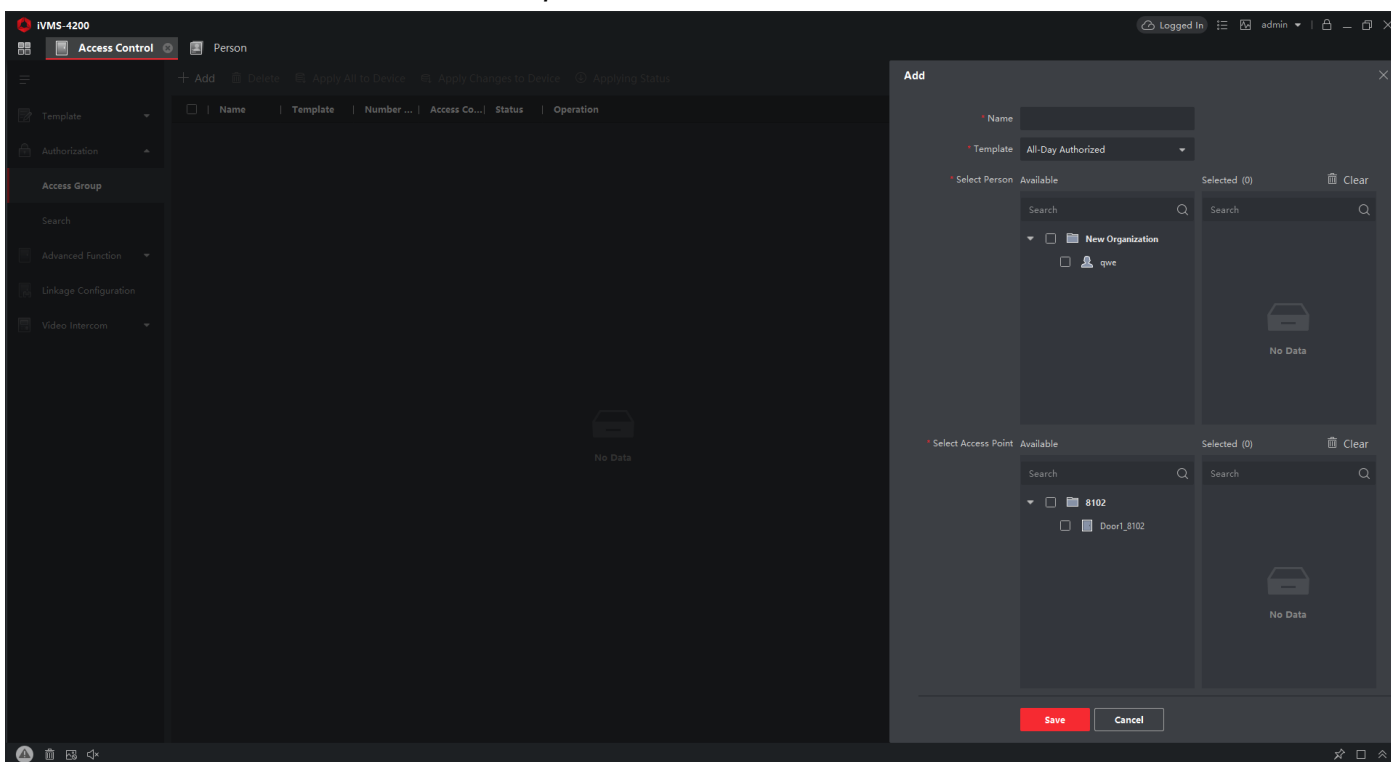 iVMS-4200
Logged In
admin
Access Control
Person
Add
Delete
Apply All to Device
Apply Changes to Device
Applying Status
Name | Template | Number ... | Access Co... | Status | Operation
Template
Authorization
Access Group
Search
Advanced Function
Linkage Configuration
Video Intercom
No Data
Add
* Name
* Template All-Day Authorized
* Select Person Available
Selected (0) Clear
Search
Search
New Organization
qwe
No Data
* Select Access Point Available
Selected (0) Clear
Search
Search
8102
Door1_8102
No Data
Save
Cancel